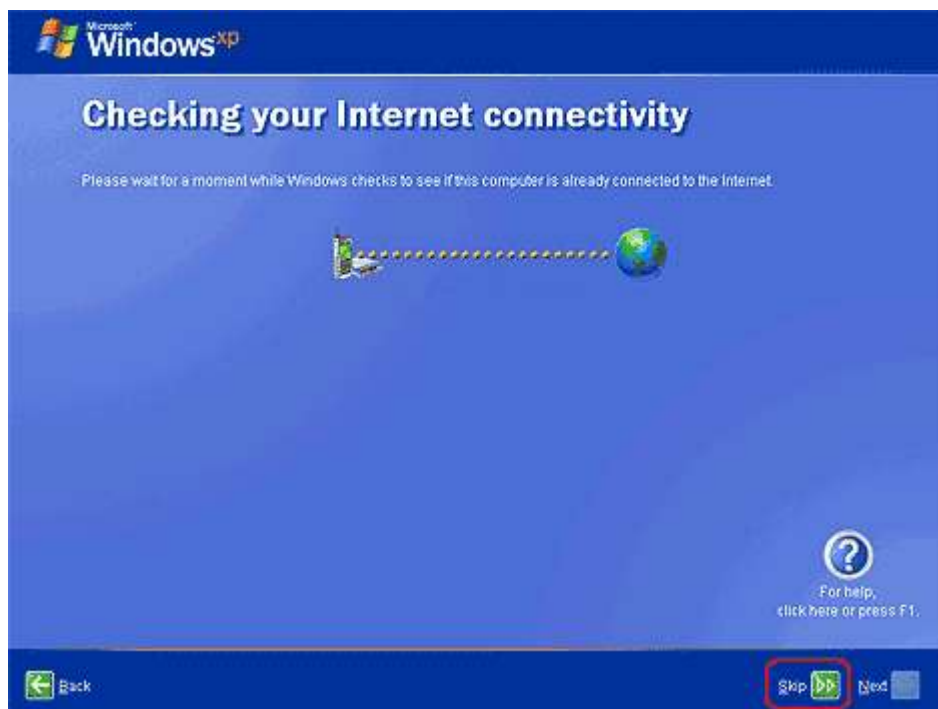 Microsoft
Windows xp
Checking your Internet connectivity
Please wait for a moment while Windows checks to see if this computer is already connected to the Internet.
For help,
click here or press F1.
Back
Skip
Next